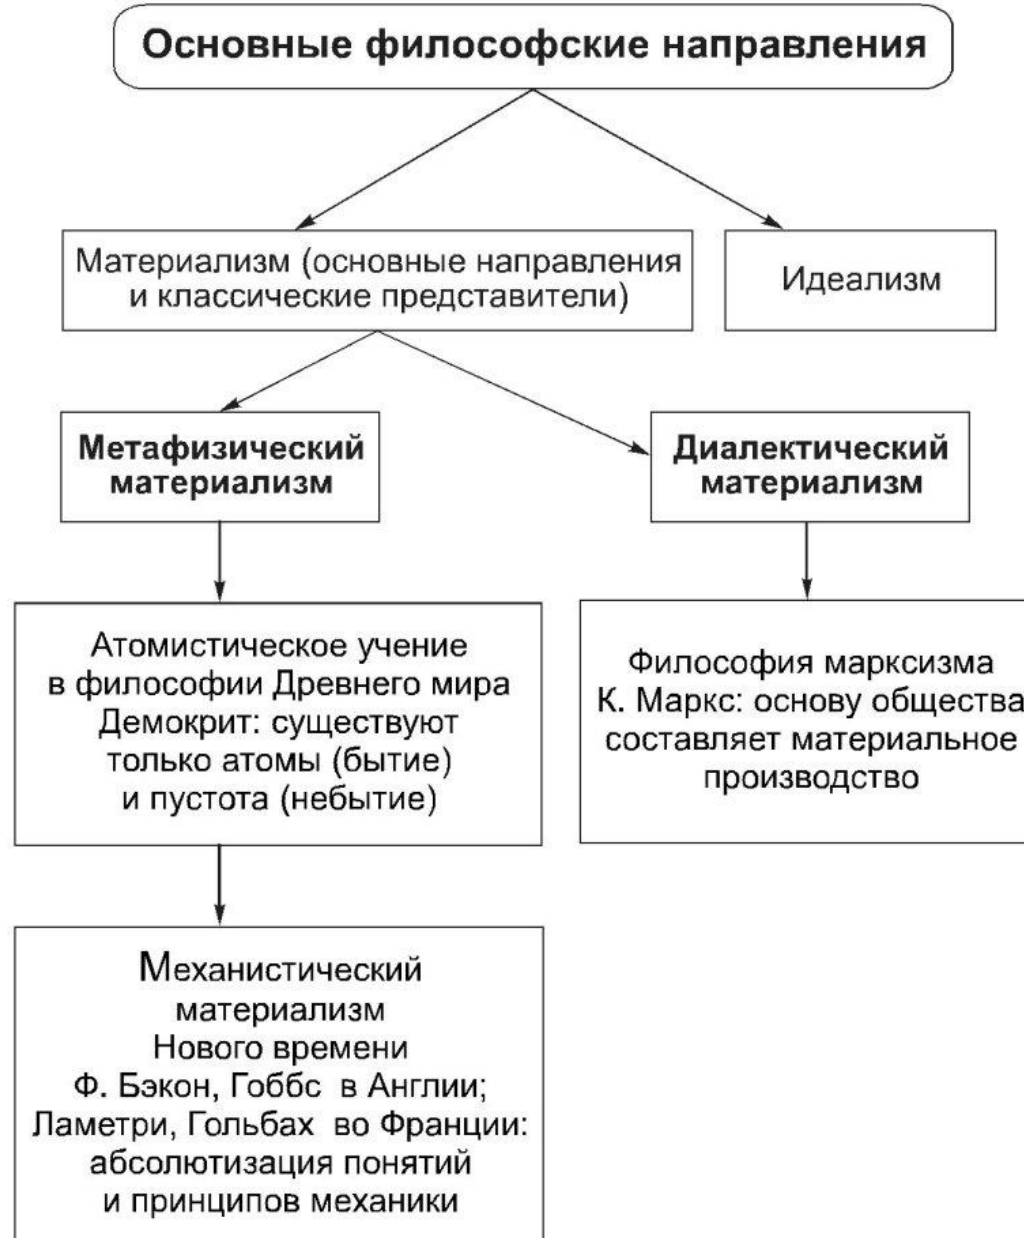 Основные философские направления
Материализм (основные направления
и классические представители)
Идеализм
Метафизический
материализм
Диалектический
материализм
Атомистическое учение
в философии Древнего мира
Демокрит: существуют
только атомы (бытие)
и пустота (небытие)
Философия марксизма
К. Маркс: основу общества
составляет материальное
производство
Механистический
материализм
Нового времени
Ф. Бэкон, Гоббс в Англии;
Ламетри, Гольбах во Франции:
абсолютизация понятий
и принципов механики